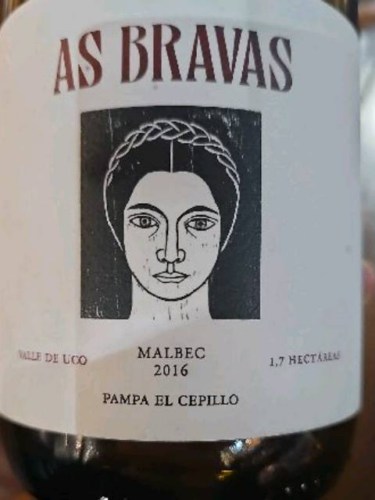 AS BRAVAS
VALLE DE UCO
MALBEC
2016
1,7 HECTÁREAS
PAMPA EL CEPILLO